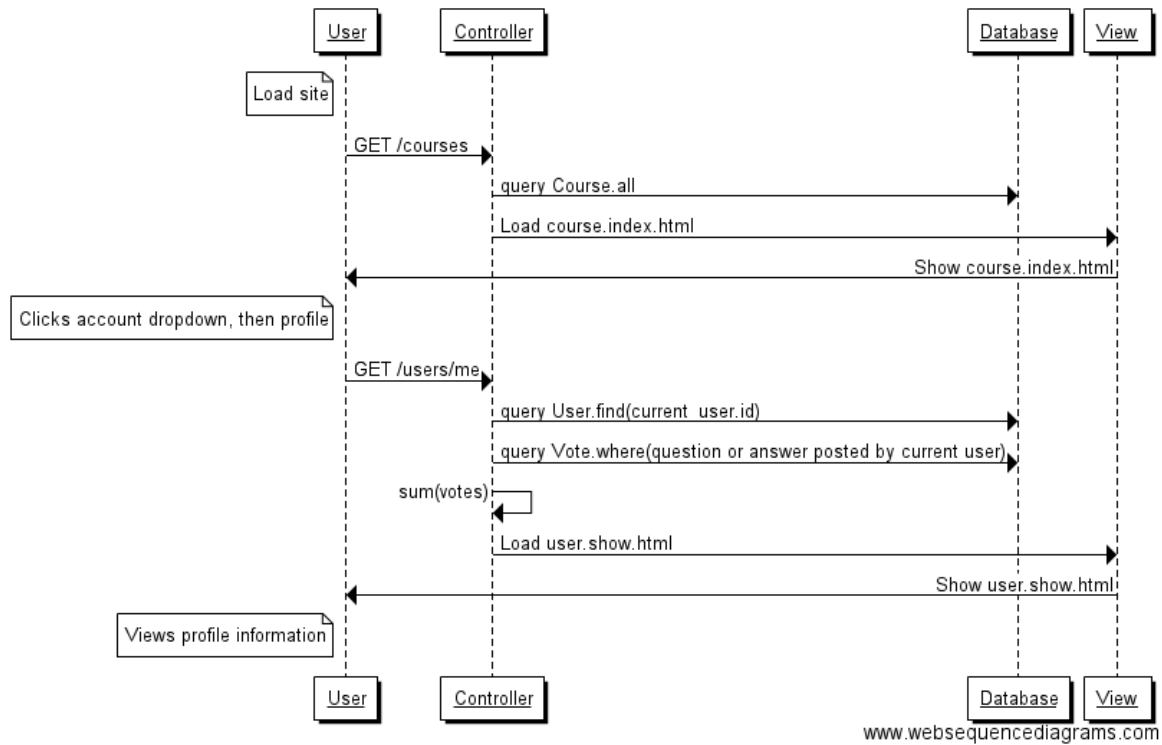 User
Controller
Database
View
Load site
GET /courses
query Course.all
Load course.index.html
Show course.index.html
Clicks account dropdown, then profile
GET /users/me
query User.find(current_user.id)
query Vote.where(question or answer posted by current user)
sum(votes)
Load user.show.html
Show user.show.html
Views profile information
User
Controller
Database
View
www.websequencediagrams.com